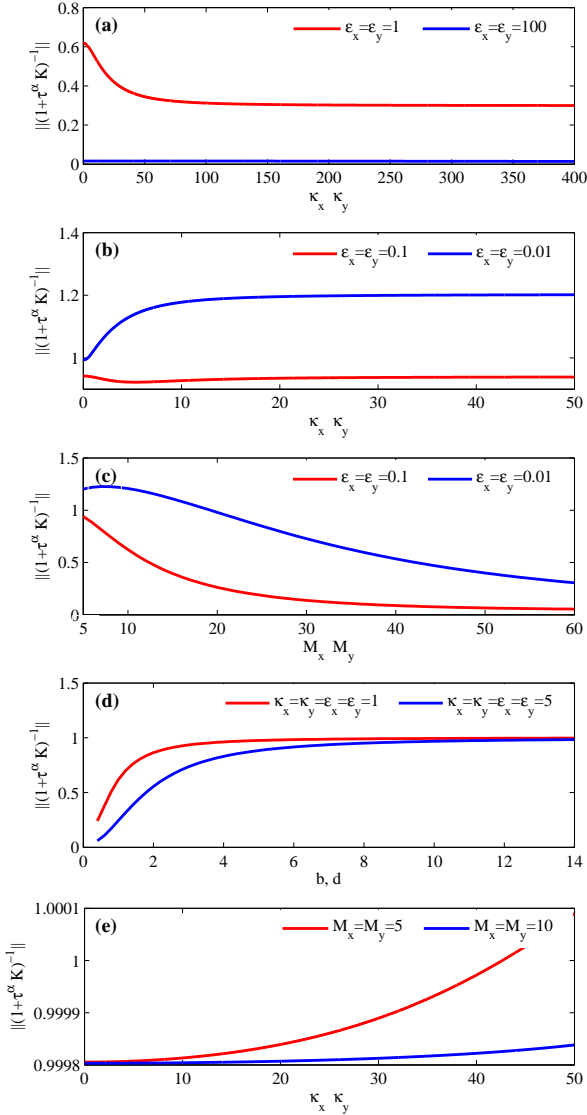 (a) ε_x=ε_y=1 ε_x=ε_y=100
||(1+τ^α K)^{-1}||
0.8
0.6
0.4
0.2
0
0 50 100 150 200 250 300 350 400
κ_x κ_y
(b) ε_x=ε_y=0.1 ε_x=ε_y=0.01
||(1+τ^α K)^{-1}||
1.4
1.2
1
0 10 20 30 40 50
κ_x κ_y
(c) ε_x=ε_y=0.1 ε_x=ε_y=0.01
||(1+τ^α K)^{-1}||
1.5
1
0.5
0
5 10 20 30 40 50 60
M_x M_y
(d) κ_x=κ_y=ε_x=ε_y=1 κ_x=κ_y=ε_x=ε_y=5
||(1+τ^α K)^{-1}||
1.5
1
0.5
0
0 2 4 6 8 10 12 14
b, d
(e) M_x=M_y=5 M_x=M_y=10
||(1+τ^α K)^{-1}||
1.0001
1
0.9999
0.9998
0 10 20 30 40 50
κ_x κ_y